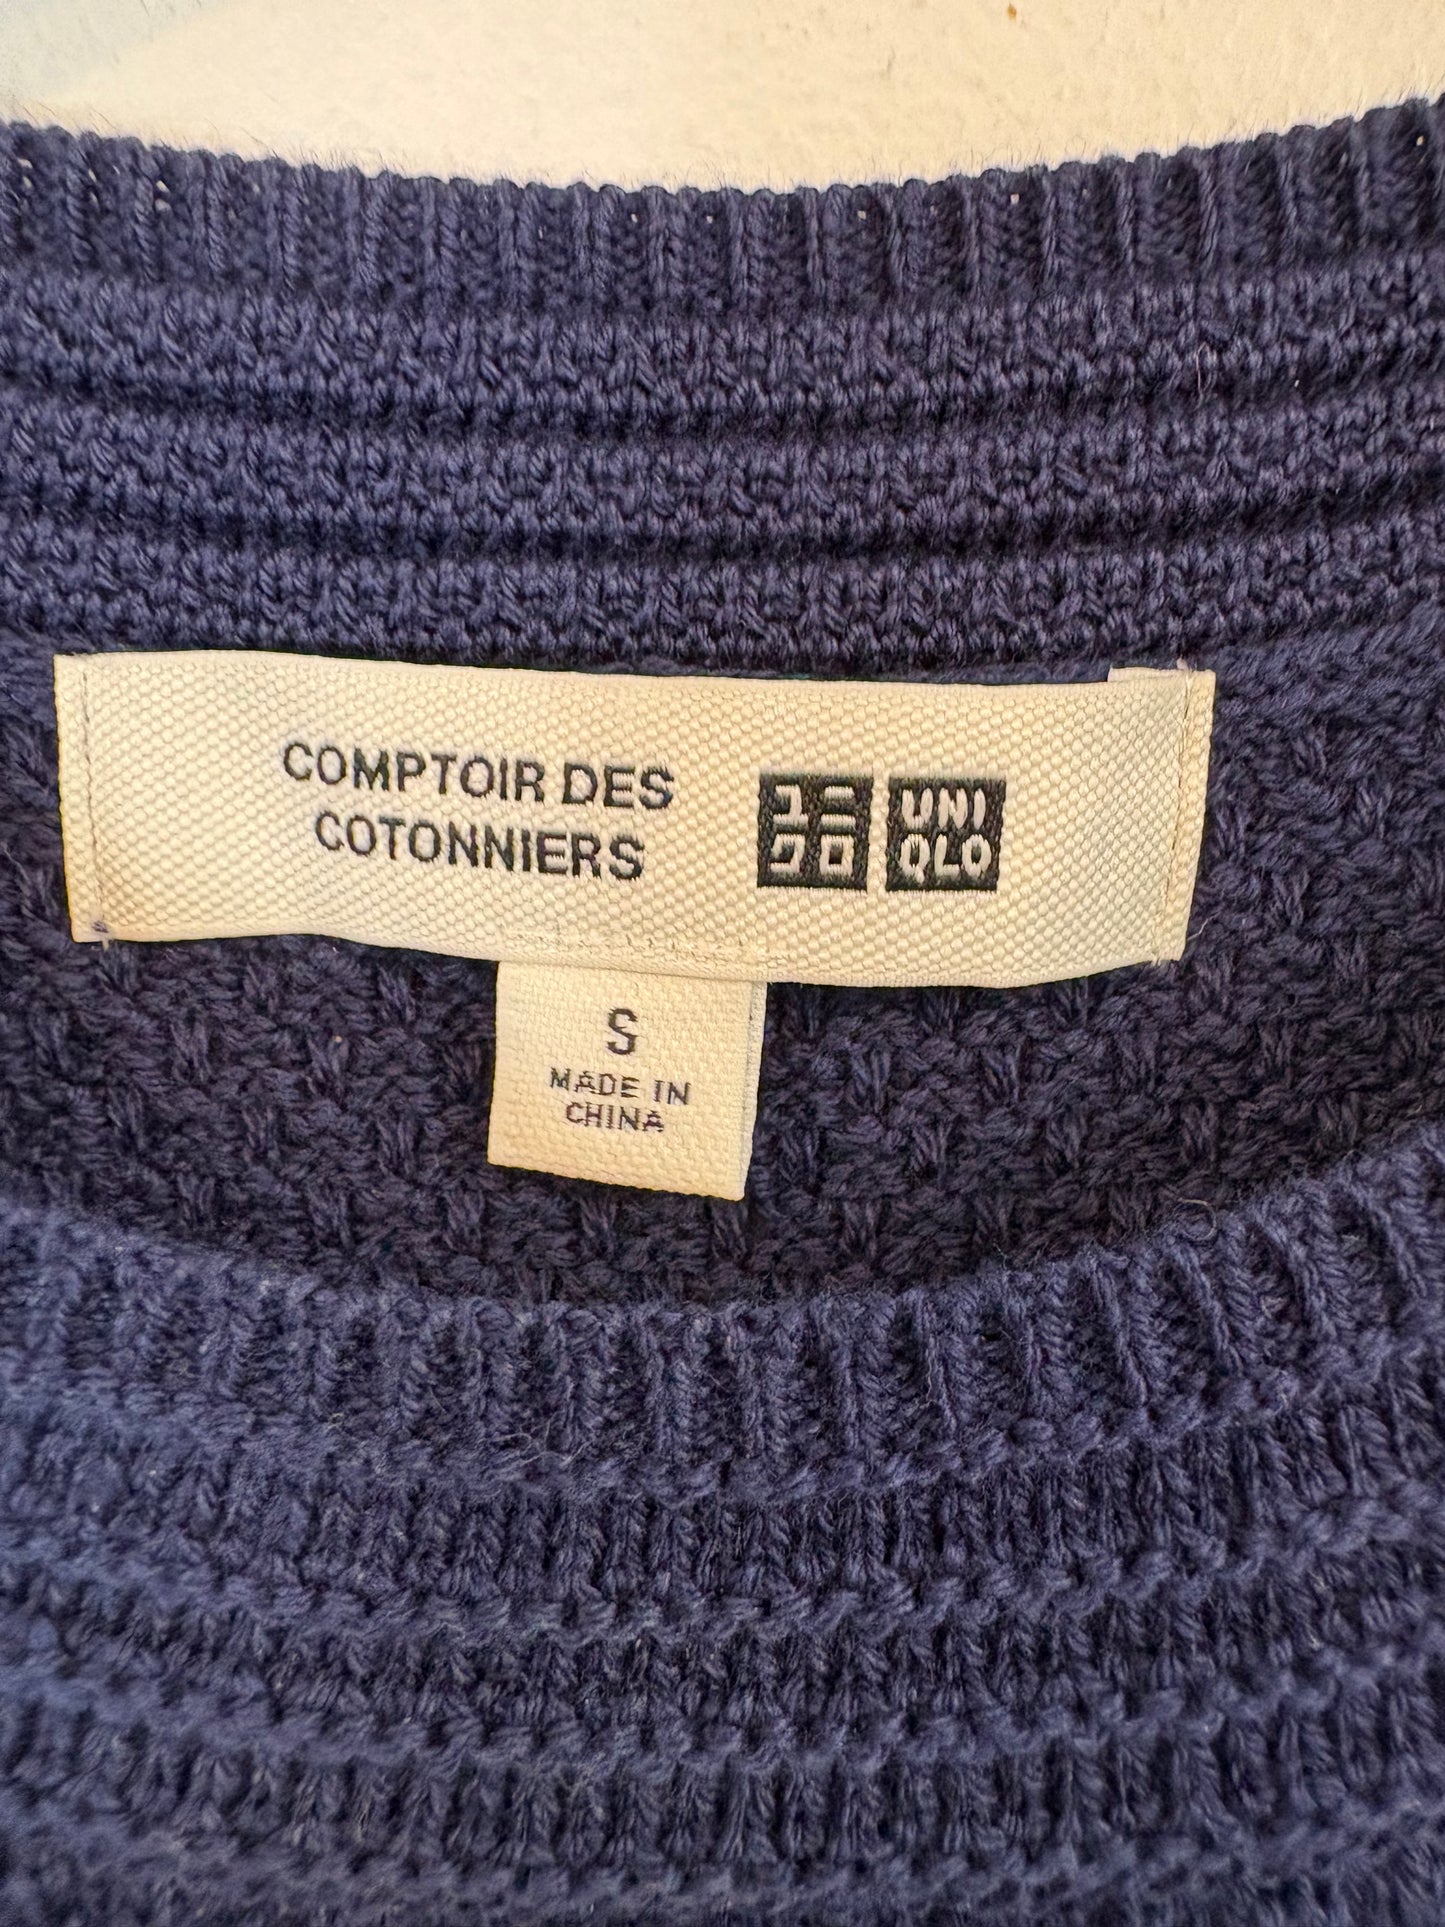 COMPTOIR DES
COTONNIERS
ユニ
クロ
UNI
QLO
S
MADE IN
CHINA